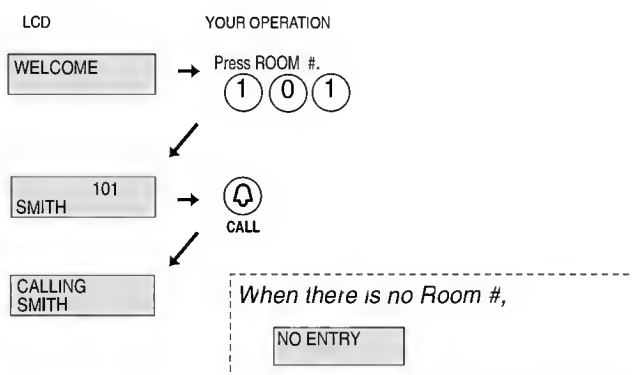 LCD YOUR OPERATION
WELCOME
Press ROOM #.
1 0 1
101
SMITH
CALL
CALLING
SMITH
When there is no Room #,
NO ENTRY